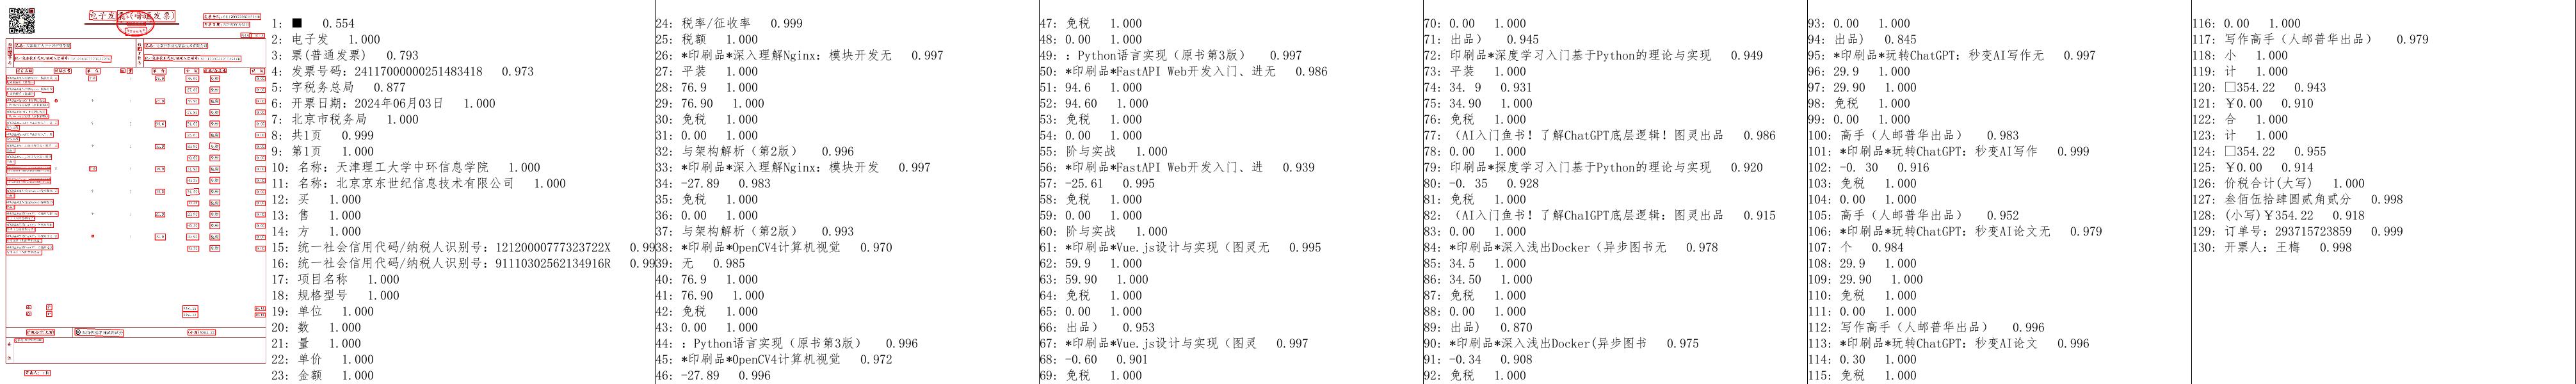 1: ■ 0.554
2: 电子发 1.000
3: 票(普通发票) 0.793
4: 发票号码: 24117000000251483418 0.973
5: 字税务总局 0.877
6: 开票日期: 2024年06月03日 1.000
7: 北京市税务局 1.000
8: 共1页 0.999
9: 第1页 1.000
10: 名称: 天津理工大学中环信息学院 1.000
11: 名称: 北京京东世纪信息技术有限公司 1.000
12: 买 1.000
13: 售 1.000
14: 方 1.000
15: 统一社会信用代码/纳税人识别号: 12120000777323722X 0.99
16: 统一社会信用代码/纳税人识别号: 91110302562134916R 0.99
17: 项目名称 1.000
18: 规格型号 1.000
19: 单位 1.000
20: 数 1.000
21: 量 1.000
22: 单价 1.000
23: 金额 1.000
24: 税率/征收率 0.999
25: 税额 1.000
26: *印刷品*深入理解Nginx: 模块开发无 0.997
27: 平装 1.000
28: 76.9 1.000
29: 76.90 1.000
30: 免税 1.000
31: 0.00 1.000
32: 与架构解析（第2版） 0.996
33: *印刷品*深入理解Nginx: 模块开发 0.997
34: -27.89 0.983
35: 免税 1.000
36: 0.00 1.000
37: 与架构解析（第2版） 0.993
38: *印刷品*OpenCV4计算机视觉 0.970
39: 无 0.985
40: 76.9 1.000
41: 76.90 1.000
42: 免税 1.000
43: 0.00 1.000
44: : Python语言实现（原书第3版） 0.996
45: *印刷品*OpenCV4计算机视觉 0.972
46: -27.89 0.996
47: 免税 1.000
48: 0.00 1.000
49: : Python语言实现（原书第3版） 0.997
50: *印刷品*FastAPI Web开发入门、进无 0.986
51: 94.6 1.000
52: 94.60 1.000
53: 免税 1.000
54: 0.00 1.000
55: 阶与实战 1.000
56: *印刷品*FastAPI Web开发入门、进 0.939
57: -25.61 0.995
58: 免税 1.000
59: 0.00 1.000
60: 阶与实战 1.000
61: *印刷品*Vue.js设计与实现（图灵无 0.995
62: 59.9 1.000
63: 59.90 1.000
64: 免税 1.000
65: 0.00 1.000
66: 出品） 0.953
67: *印刷品*Vue.js设计与实现（图灵 0.997
68: -0.60 0.901
69: 免税 1.000
70: 0.00 1.000
71: 出品） 0.945
72: 印刷品*深度学习入门基于Python的理论与实现 0.949
73: 平装 1.000
74: 34. 9 0.931
75: 34.90 1.000
76: 免税 1.000
77: （AI入门鱼书！了解ChatGPT底层逻辑！图灵出品 0.986
78: 0.00 1.000
79: 印刷品*探度学习入门基于Python的理论与实现 0.920
80: -0. 35 0.928
81: 免税 1.000
82: （AI入门鱼书！了解Cha1GPT底层逻辑: 图灵出品 0.915
83: 0.00 1.000
84: *印刷品*深入浅出Docker（异步图书无 0.978
85: 34.5 1.000
86: 34.50 1.000
87: 免税 1.000
88: 0.00 1.000
89: 出品) 0.870
90: *印刷品*深入浅出Docker(异步图书 0.975
91: -0.34 0.908
92: 免税 1.000
93: 0.00 1.000
94: 出品) 0.845
95: *印刷品*玩转ChatGPT: 秒变AI写作无 0.997
96: 29.9 1.000
97: 29.90 1.000
98: 免税 1.000
99: 0.00 1.000
100: 高手（人邮普华出品） 0.983
101: *印刷品*玩转ChatGPT: 秒变AI写作 0.999
102: -0. 30 0.916
103: 免税 1.000
104: 0.00 1.000
105: 高手（人邮普华出品） 0.952
106: *印刷品*玩转ChatGPT: 秒变AI论文无 0.979
107: 个 0.984
108: 29.9 1.000
109: 29.90 1.000
110: 免税 1.000
111: 0.00 1.000
112: 写作高手（人邮普华出品） 0.996
113: *印刷品*玩转ChatGPT: 秒变AI论文 0.996
114: 0.30 1.000
115: 免税 1.000
116: 0.00 1.000
117: 写作高手（人邮普华出品） 0.979
118: 小 1.000
119: 计 1.000
120: □354.22 0.943
121: ￥0.00 0.910
122: 合 1.000
123: 计 1.000
124: □354.22 0.955
125: ￥0.00 0.914
126: 价税合计(大写) 1.000
127: 叁佰伍拾肆圆贰角贰分 0.998
128: (小写)￥354.22 0.918
129: 订单号: 293715723859 0.999
130: 开票人: 王梅 0.998